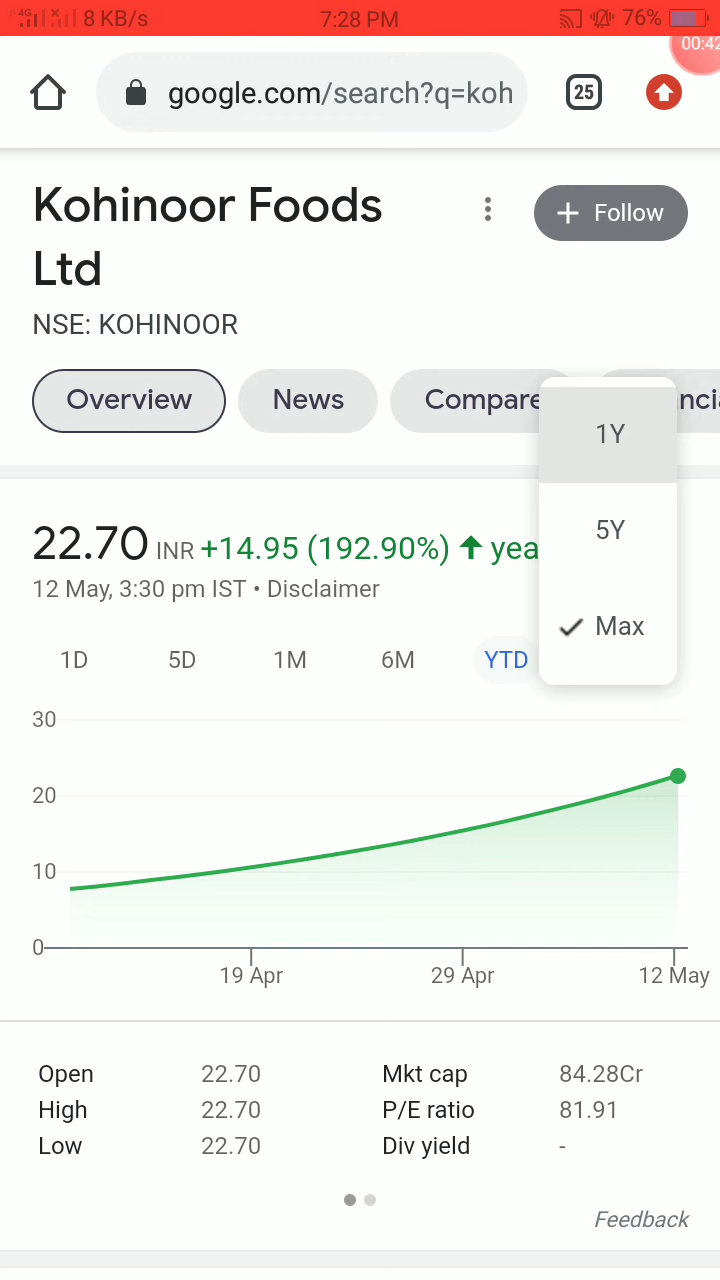 4G 8 KB/s 7:28 PM 76%
00:42
google.com/search?q=koh 25
Kohinoor Foods
Ltd
+ Follow
NSE: KOHINOOR
Overview News Compare
1Y
5Y
Max
22.70 INR +14.95 (192.90%) yea
12 May, 3:30 pm IST • Disclaimer
1D 5D 1M 6M YTD
30
20
10
0
19 Apr 29 Apr 12 May
Open 22.70 Mkt cap 84.28Cr
High 22.70 P/E ratio 81.91
Low 22.70 Div yield -
Feedback